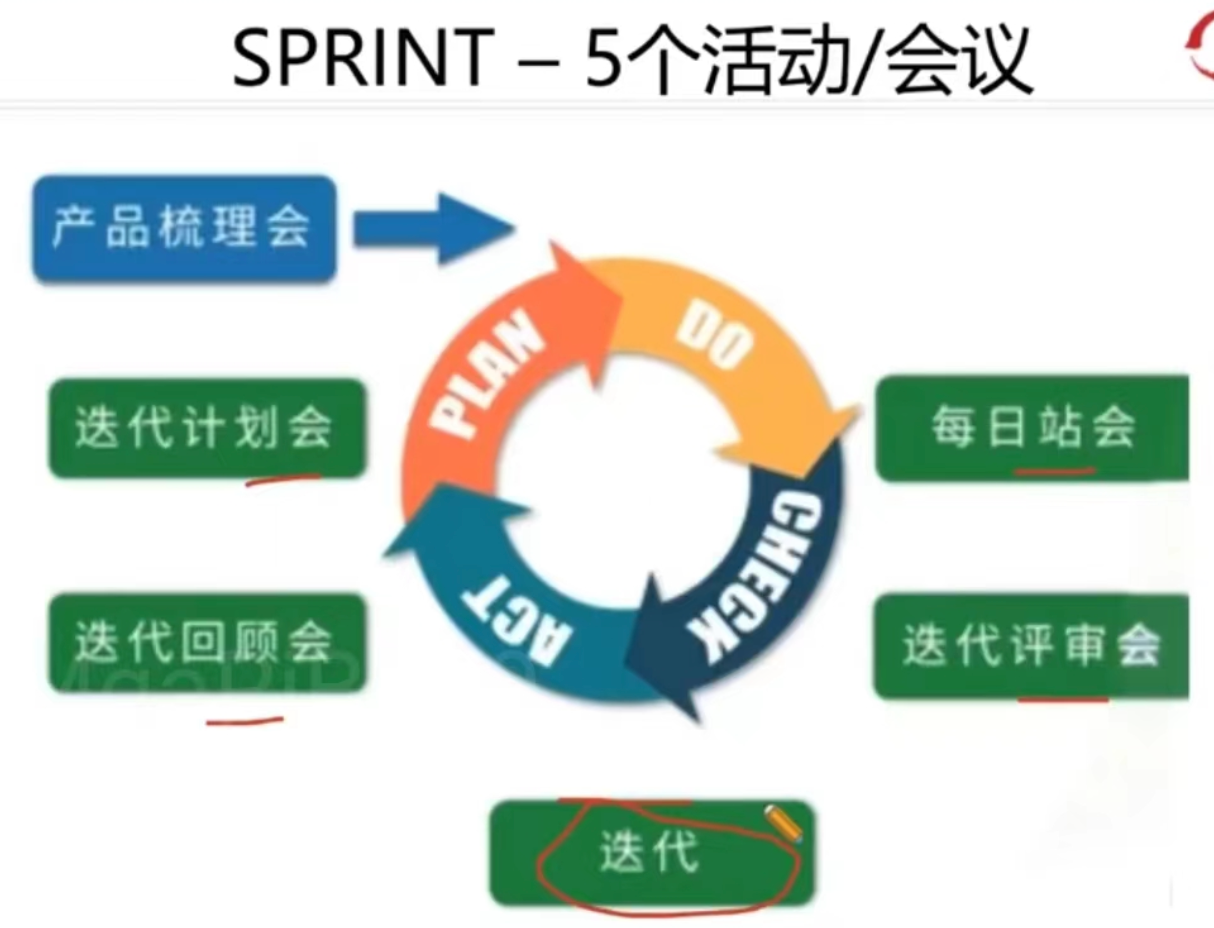 SPRINT – 5个活动/会议
产品梳理会
PLAN
DO
迭代计划会
每日站会
CHECK
ACT
迭代回顾会
迭代评审会
迭代